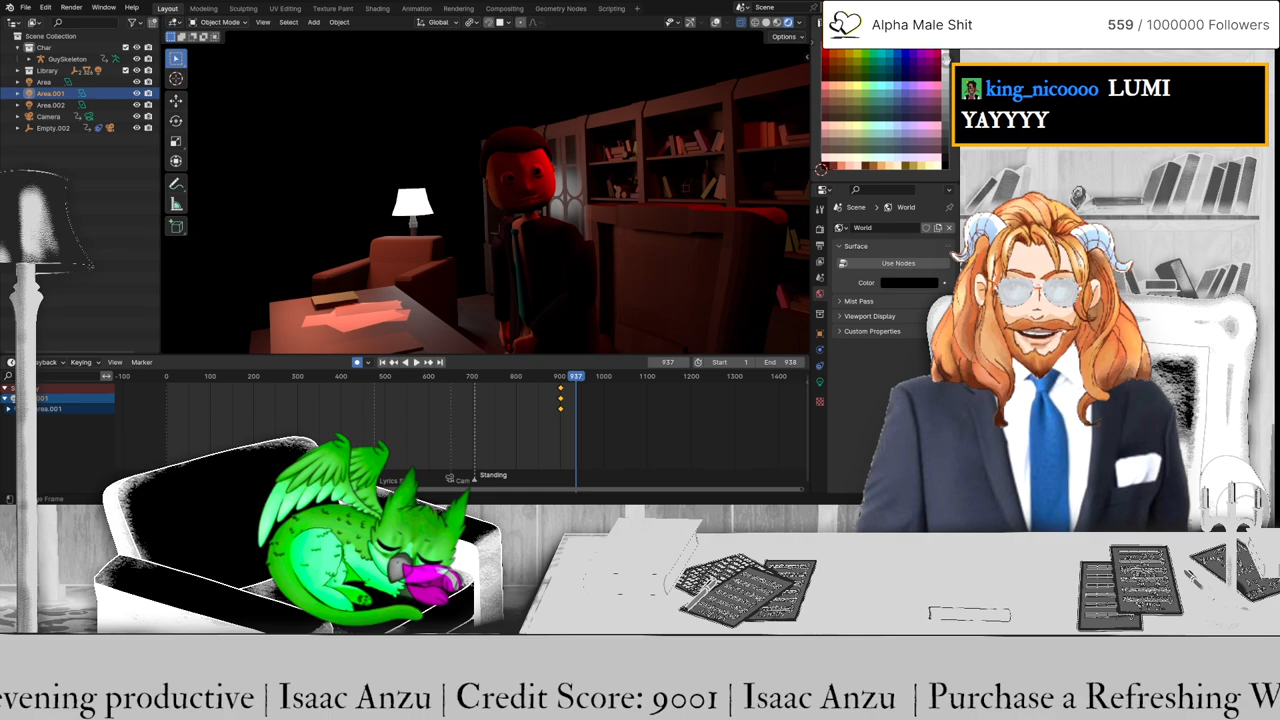 File Edit Render Window Help
Layout Modeling Sculpting UV Editing Texture Paint Shading Animation Rendering Compositing Geometry Nodes Scripting
Scene
Object Mode View Select Add Object
Global
Options
Scene Collection
Char
GuySkeleton
Library
Area
Area.001
Area.002
Camera
Empty.002
Alpha Male Shit
559 / 1000000 Followers
king_nicoooo LUMI
YAYYYY
Scene World
World
Surface
Use Nodes
Color
Mist Pass
Viewport Display
Custom Properties
Keying View Marker
937 Start 1 End 938
-100 0 100 200 300 400 500 600 700 800 900 937 1000 1100 1200 1300 1400
Lyrics
Cam
Standing
evening productive | Isaac Anzu | Credit Score: 9001 | Isaac Anzu | Purchase a Refreshing W